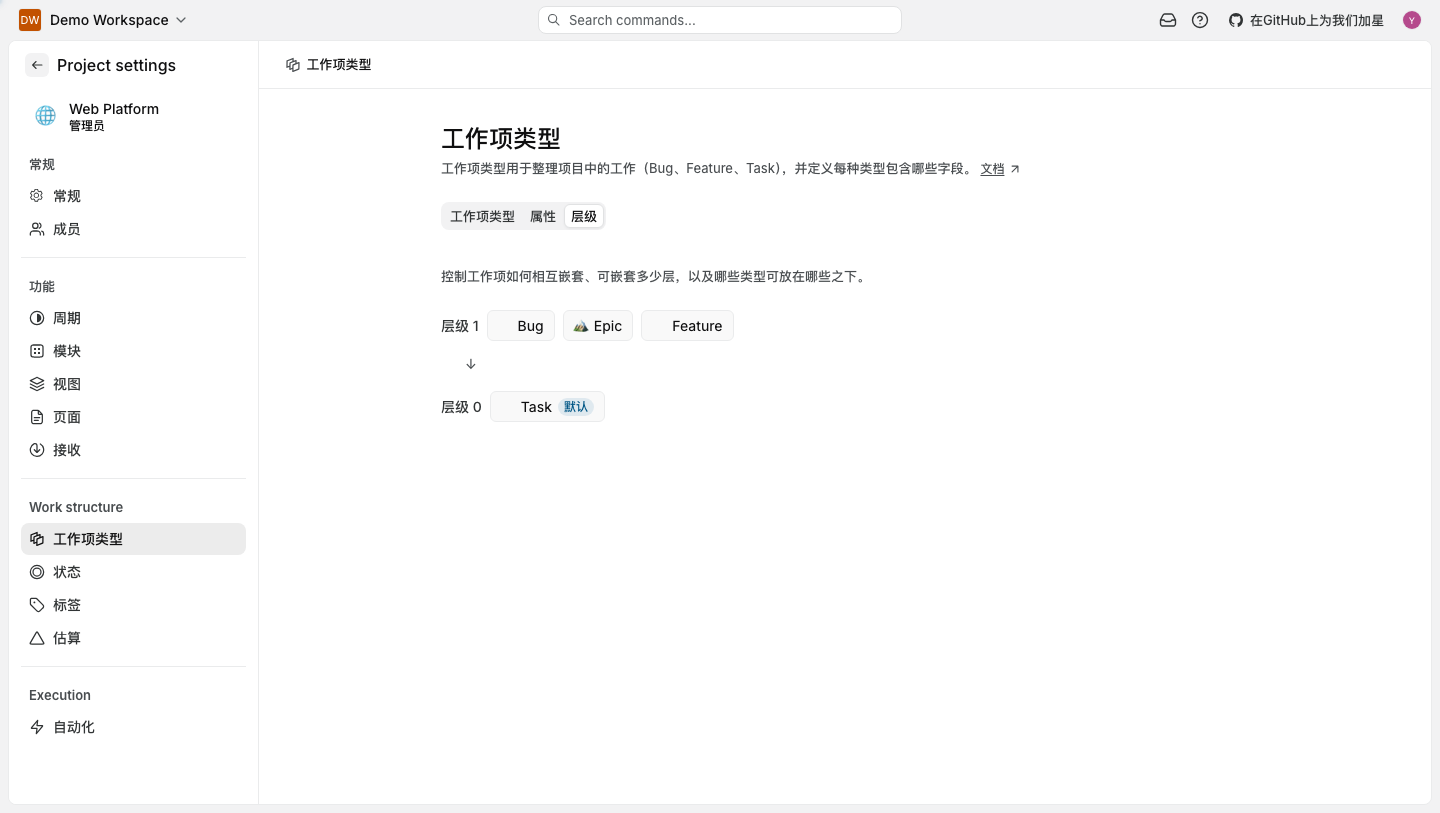 DW Demo Workspace
Search commands...
在GitHub上为我们加星
Y
Project settings
Web Platform
管理员
常规
常规
成员
功能
周期
模块
视图
页面
接收
Work structure
工作项类型
状态
标签
估算
Execution
自动化
工作项类型
工作项类型
工作项类型用于整理项目中的工作（Bug、Feature、Task），并定义每种类型包含哪些字段。 文档
工作项类型 属性 层级
控制工作项如何相互嵌套、可嵌套多少层，以及哪些类型可放在哪些之下。
层级 1 Bug Epic Feature
层级 0 Task 默认